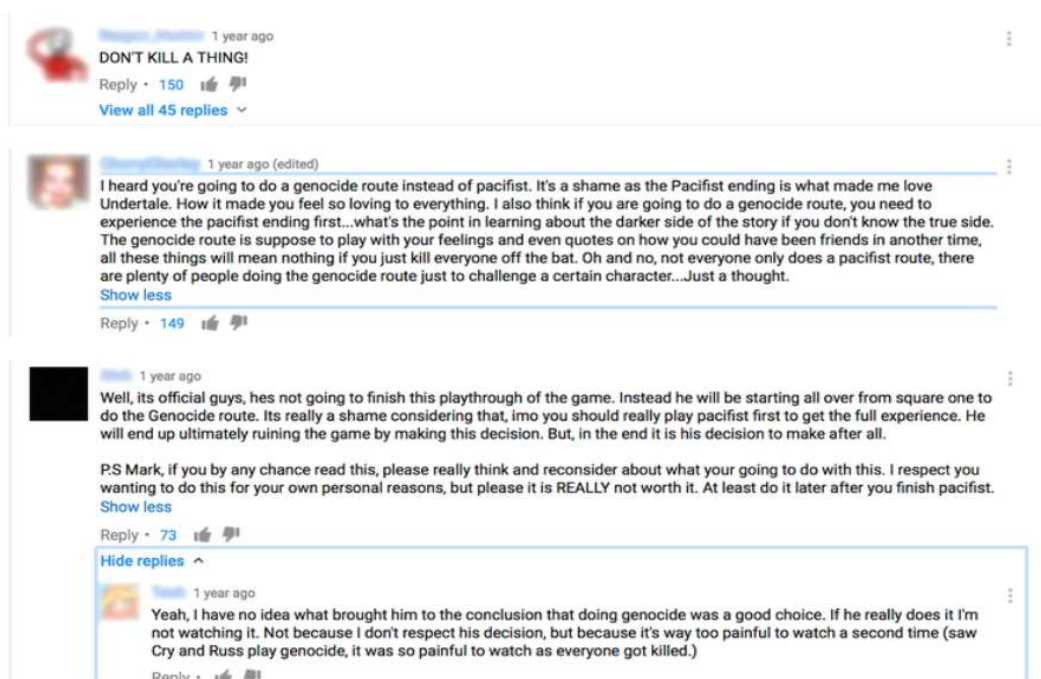 1 year ago
DON'T KILL A THING!
Reply • 150
View all 45 replies
1 year ago (edited)
I heard you're going to do a genocide route instead of pacifist. It's a shame as the Pacifist ending is what made me love
Undertale. How it made you feel so loving to everything. I also think if you are going to do a genocide route, you need to
experience the pacifist ending first...what's the point in learning about the darker side of the story if you don't know the true side.
The genocide route is suppose to play with your feelings and even quotes on how you could have been friends in another time,
all these things will mean nothing if you just kill everyone off the bat. Oh and no, not everyone only does a pacifist route, there
are plenty of people doing the genocide route just to challenge a certain character...Just a thought.
Show less
Reply • 149
1 year ago
Well, its official guys, hes not going to finish this playthrough of the game. Instead he will be starting all over from square one to
do the Genocide route. Its really a shame considering that, imo you should really play pacifist first to get the full experience. He
will end up ultimately ruining the game by making this decision. But, in the end it is his decision to make after all.
P.S Mark, if you by any chance read this, please really think and reconsider about what your going to do with this. I respect you
wanting to do this for your own personal reasons, but please it is REALLY not worth it. At least do it later after you finish pacifist.
Show less
Reply • 73
Hide replies
1 year ago
Yeah, I have no idea what brought him to the conclusion that doing genocide was a good choice. If he really does it I'm
not watching it. Not because I don't respect his decision, but because it's way too painful to watch a second time (saw
Cry and Russ play genocide, it was so painful to watch as everyone got killed.)
Reply •